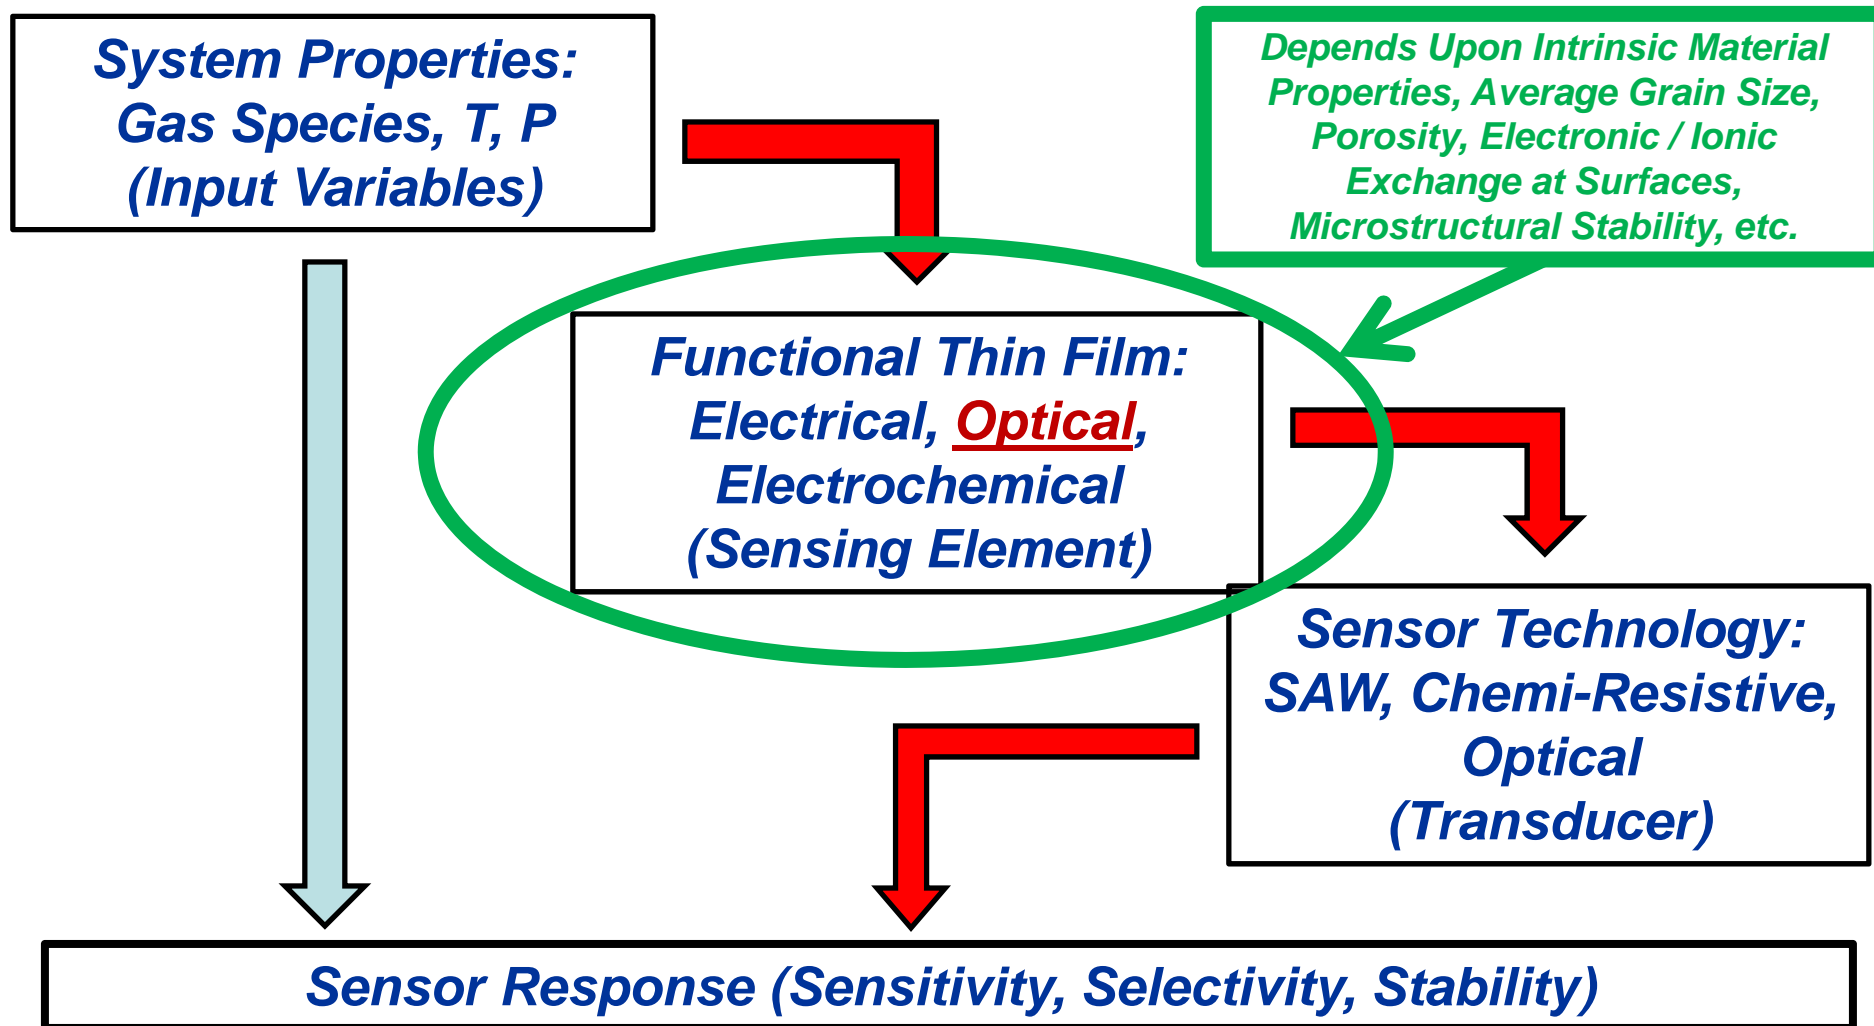 System Properties:
Gas Species, T, P
(Input Variables)
Depends Upon Intrinsic Material
Properties, Average Grain Size,
Porosity, Electronic / Ionic
Exchange at Surfaces,
Microstructural Stability, etc.
Functional Thin Film:
Electrical, Optical,
Electrochemical
(Sensing Element)
Sensor Technology:
SAW, Chemi-Resistive,
Optical
(Transducer)
Sensor Response (Sensitivity, Selectivity, Stability)